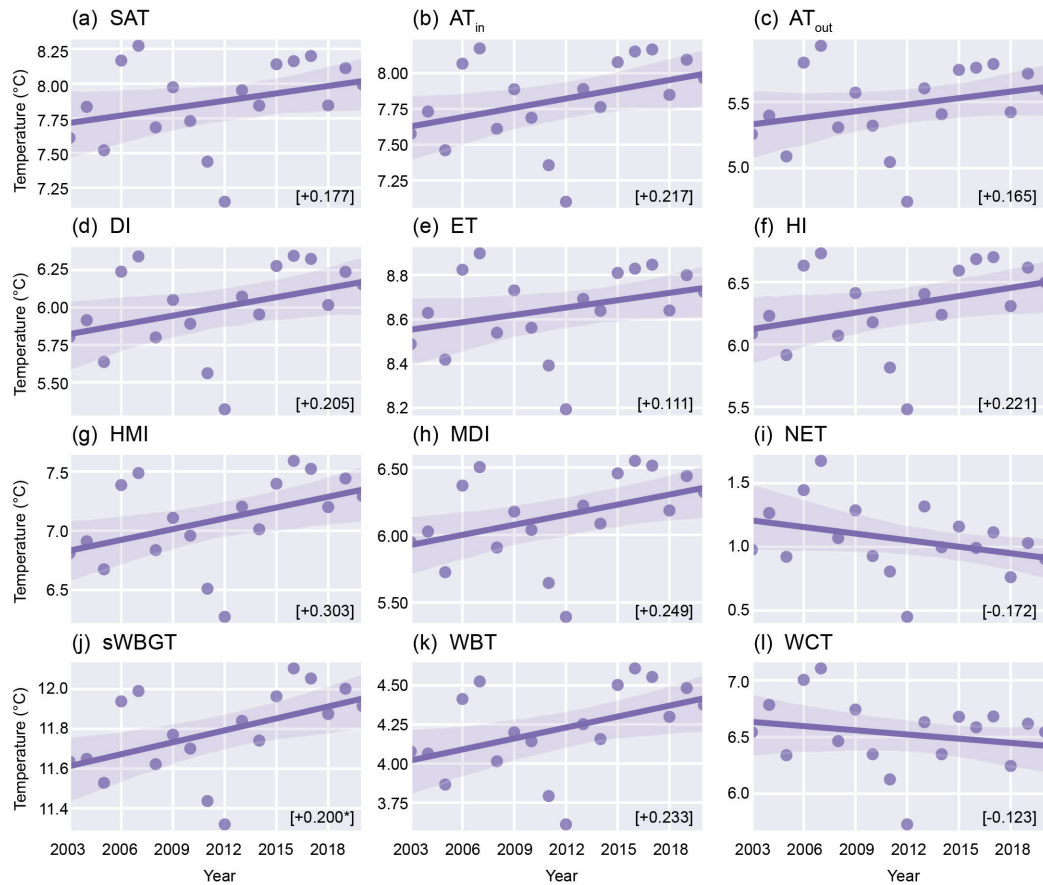 (a) SAT
(b) ATin
(c) ATout
Temperature (°C)
8.25
8.00
7.75
7.50
7.25
[+0.177]
8.00
7.75
7.50
7.25
[+0.217]
5.5
5.0
[+0.165]
(d) DI
(e) ET
(f) HI
Temperature (°C)
6.25
6.00
5.75
5.50
[+0.205]
8.8
8.6
8.4
8.2
[+0.111]
6.5
6.0
5.5
[+0.221]
(g) HMI
(h) MDI
(i) NET
Temperature (°C)
7.5
7.0
6.5
[+0.303]
6.50
6.00
5.50
[+0.249]
1.5
1.0
0.5
[-0.172]
(j) sWBGT
(k) WBT
(l) WCT
Temperature (°C)
12.0
11.8
11.6
11.4
[+0.200*]
4.50
4.25
4.00
3.75
[+0.233]
7.0
6.5
6.0
[-0.123]
2003 2006 2009 2012 2015 2018
2003 2006 2009 2012 2015 2018
2003 2006 2009 2012 2015 2018
Year
Year
Year